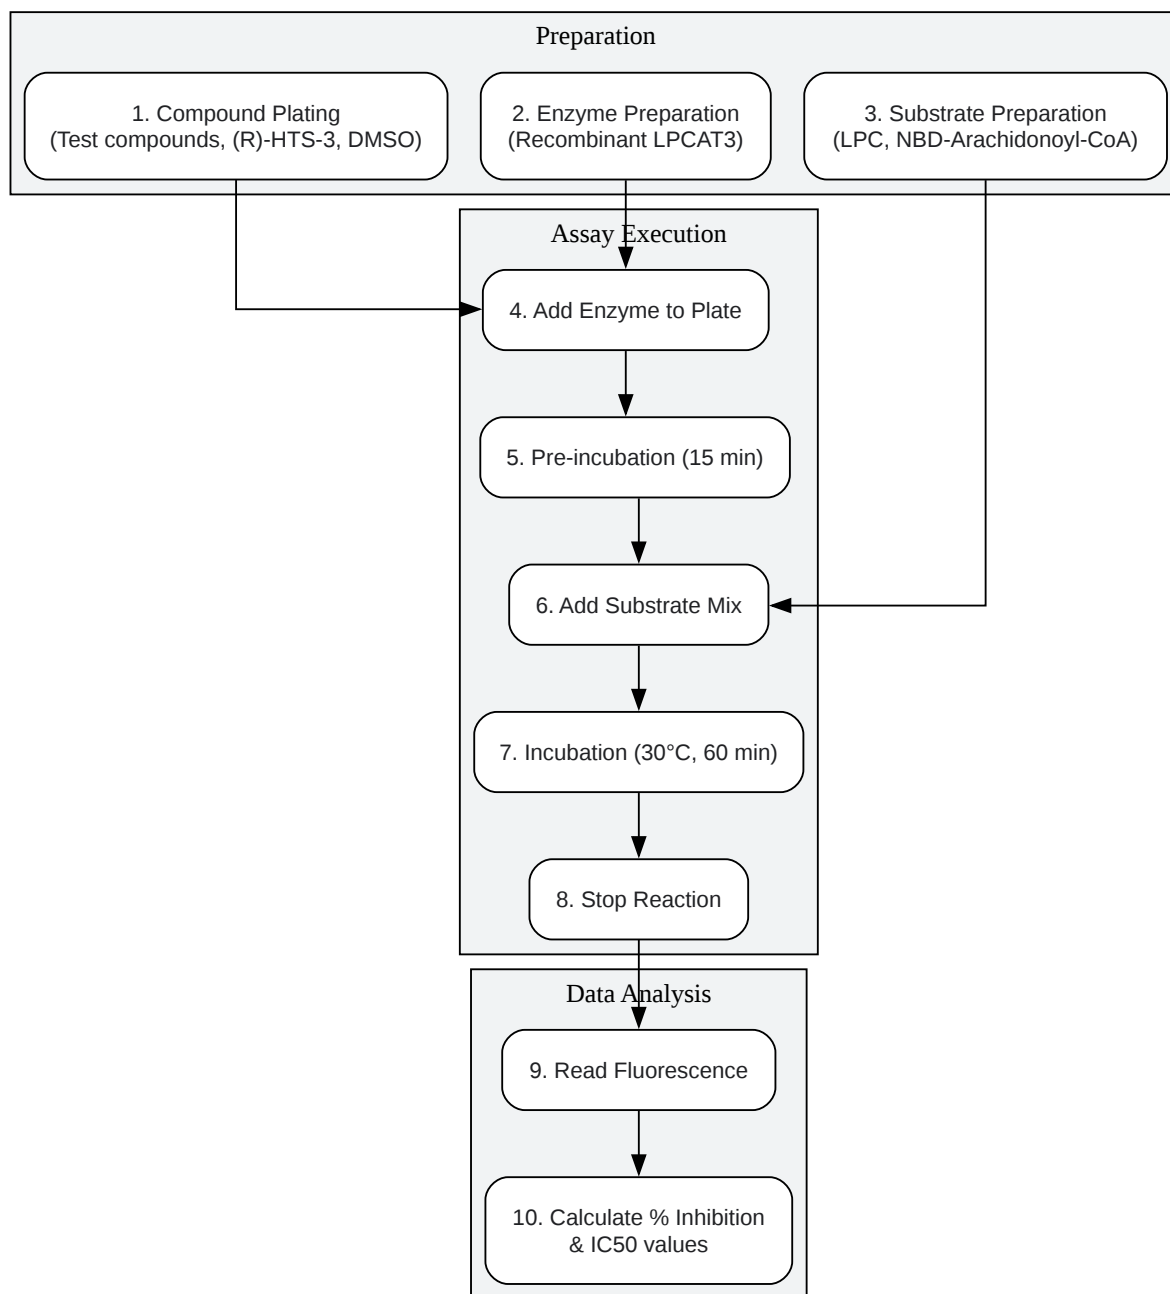 Preparation
1. Compound Plating
(Test compounds, (R)-HTS-3, DMSO)
2. Enzyme Preparation
(Recombinant LPCAT3)
3. Substrate Preparation
(LPC, NBD-Arachidonoyl-CoA)
Assay Execution
4. Add Enzyme to Plate
5. Pre-incubation (15 min)
6. Add Substrate Mix
7. Incubation (30°C, 60 min)
8. Stop Reaction
Data Analysis
9. Read Fluorescence
10. Calculate % Inhibition
& IC50 values